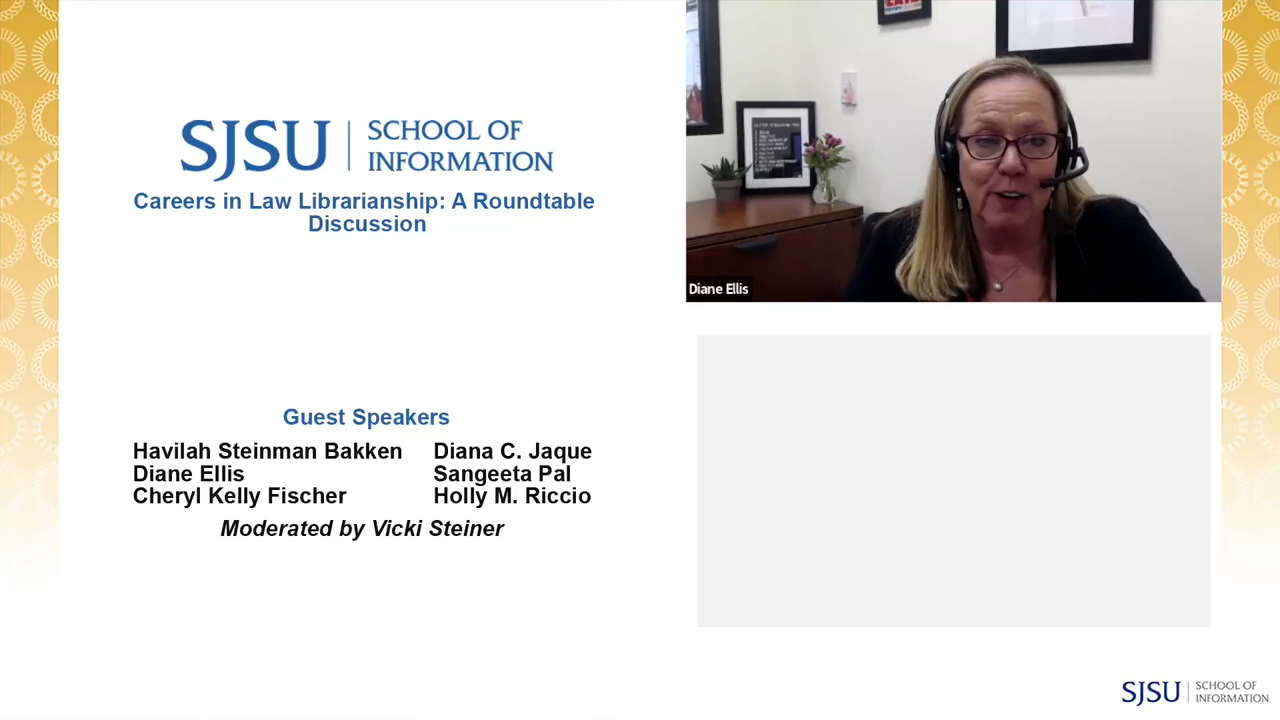 SJSU SCHOOL OF
INFORMATION
Careers in Law Librarianship: A Roundtable
Discussion
Diane Ellis
Guest Speakers
Havilah Steinman Bakken Diana C. Jaque
Diane Ellis Sangeeta Pal
Cheryl Kelly Fischer Holly M. Riccio
Moderated by Vicki Steiner
SJSU SCHOOL OF
INFORMATION